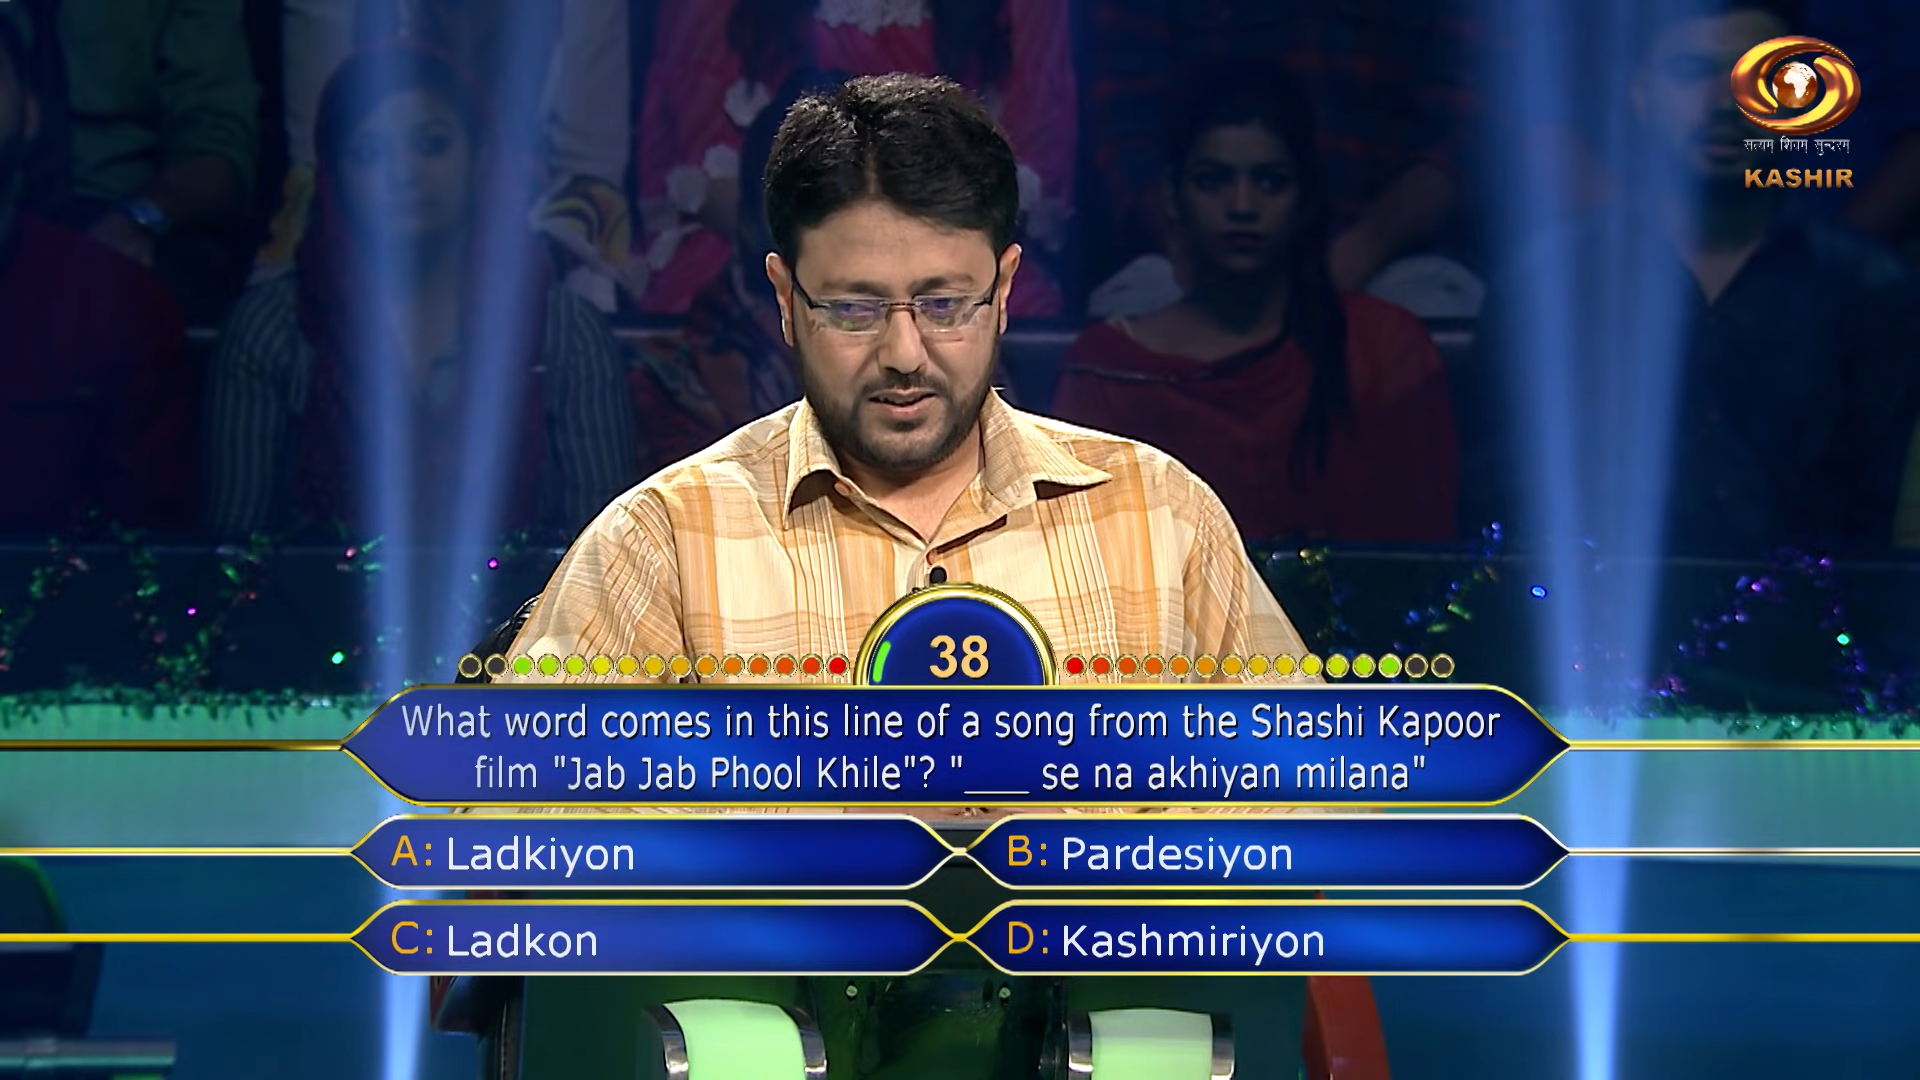 सत्यम् शिवम् सुन्दरम्
KASHIR
38
What word comes in this line of a song from the Shashi Kapoor
film "Jab Jab Phool Khile"? "___ se na akhiyan milana"
A: Ladkiyon
B: Pardesiyon
C: Ladkon
D: Kashmiriyon